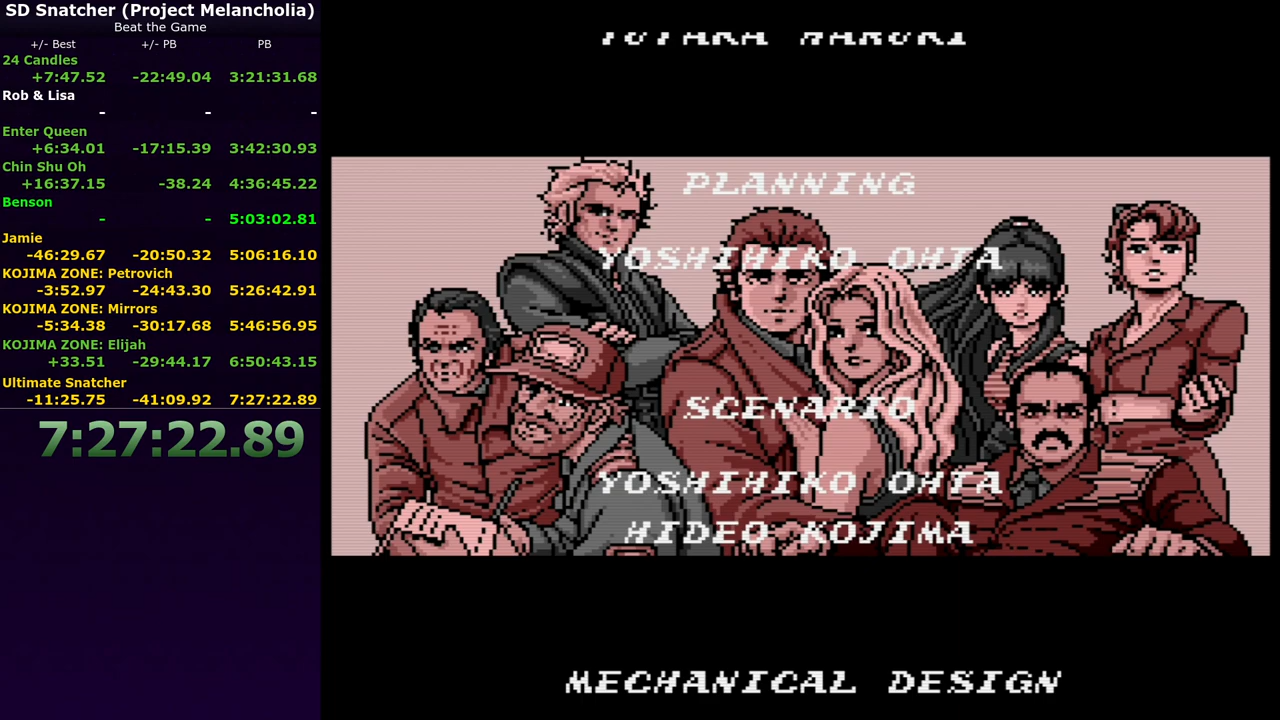 SD Snatcher (Project Melancholia)
Beat the Game
+/- Best +/- PB PB
24 Candles
+7:47.52 -22:49.04 3:21:31.68
Rob & Lisa
- - -
Enter Queen
+6:34.01 -17:15.39 3:42:30.93
Chin Shu Oh
+16:37.15 -38.24 4:36:45.22
Benson
- - 5:03:02.81
Jamie
-46:29.67 -20:50.32 5:06:16.10
KOJIMA ZONE: Petrovich
-3:52.97 -24:43.30 5:26:42.91
KOJIMA ZONE: Mirrors
-5:34.38 -30:17.68 5:46:56.95
KOJIMA ZONE: Elijah
+33.51 -29:44.17 6:50:43.15
Ultimate Snatcher
-11:25.75 -41:09.92 7:27:22.89
7:27:22.89
PLANNING
YOSHIHIKO OHTA
SCENARIO
YOSHIHIKO OHTA
HIDEO KOJIMA
MECHANICAL DESIGN